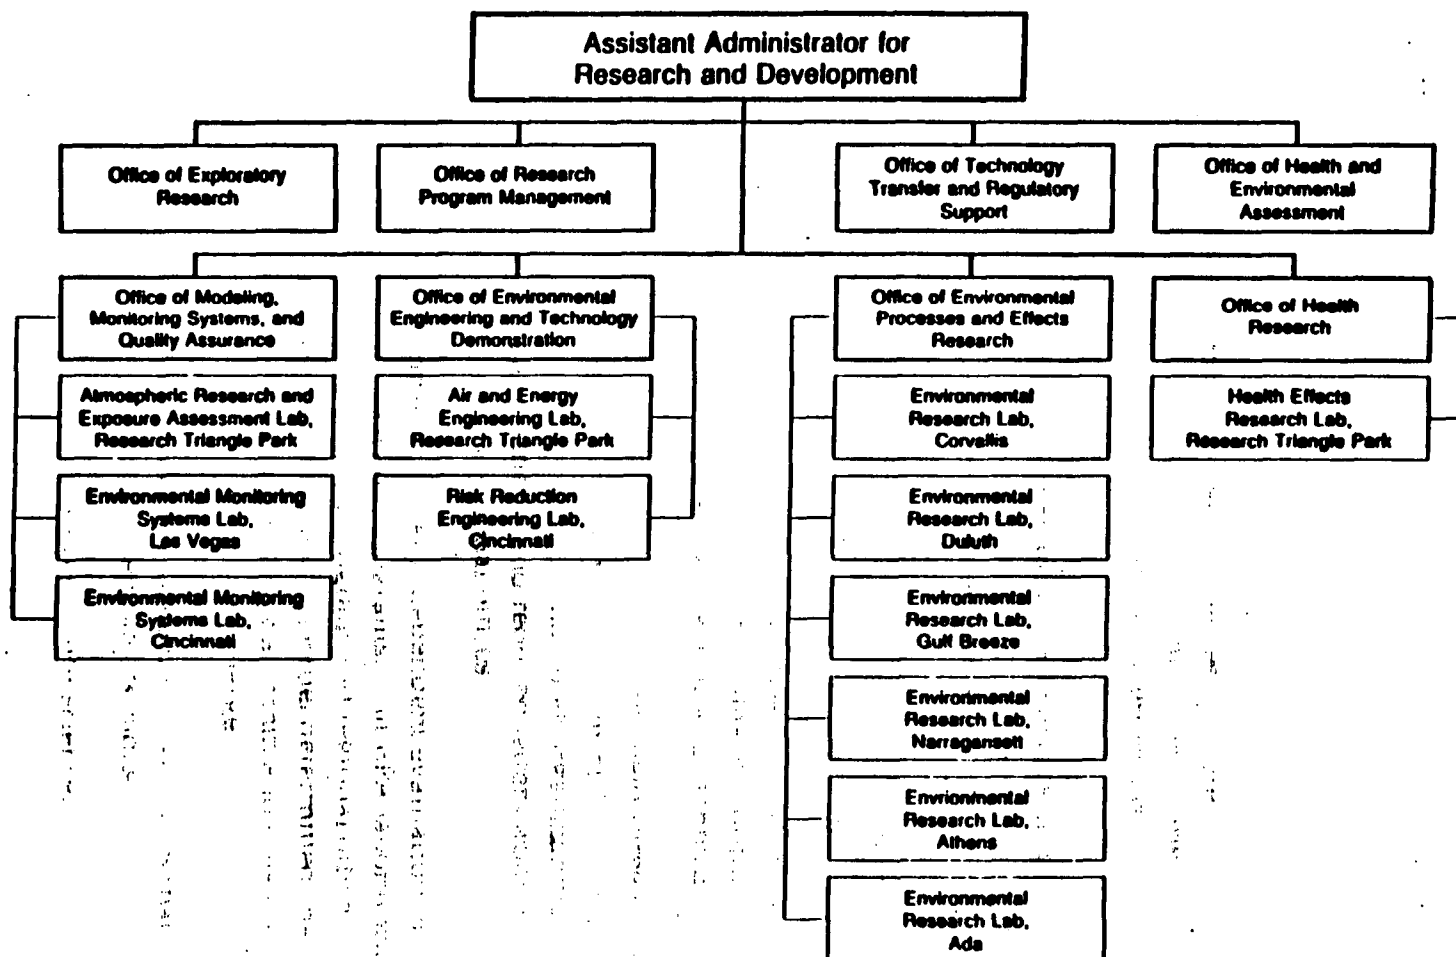 Assistant Administrator for
Research and Development
Office of Exploratory
Research
Office of Research
Program Management
Office of Technology
Transfer and Regulatory
Support
Office of Health and
Environmental
Assessment
Office of Modeling,
Monitoring Systems, and
Quality Assurance
Office of Environmental
Engineering and Technology
Demonstration
Office of Environmental
Processes and Effects
Research
Office of Health
Research
Atmospheric Research and
Exposure Assessment Lab,
Research Triangle Park
Air and Energy
Engineering Lab,
Research Triangle Park
Environmental
Research Lab,
Corvallis
Health Effects
Research Lab,
Research Triangle Park
Environmental Monitoring
Systems Lab,
Las Vegas
Risk Reduction
Engineering Lab,
Cincinnati
Environmental
Research Lab,
Duluth
Environmental Monitoring
Systems Lab,
Cincinnati
Environmental
Research Lab,
Gulf Breeze
Environmental
Research Lab,
Narragansett
Envrionmental
Research Lab,
Athens
Environmental
Research Lab,
Ada